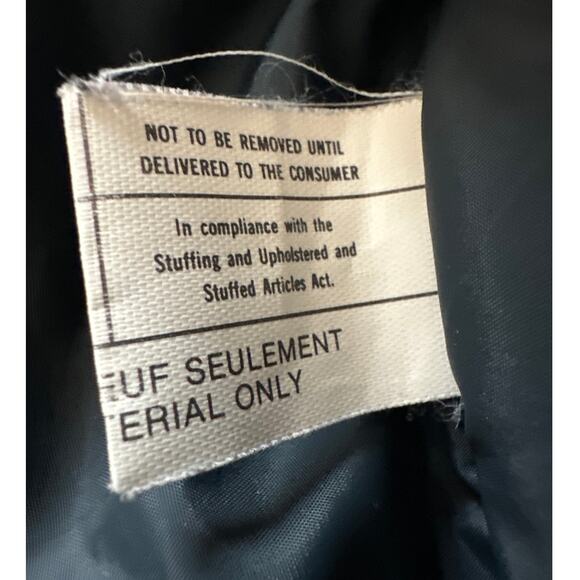 NOT TO BE REMOVED UNTIL
DELIVERED TO THE CONSUMER
In compliance with the
Stuffing and Upholstered and
Stuffed Articles Act.
EUF SEULEMENT
ERIAL ONLY